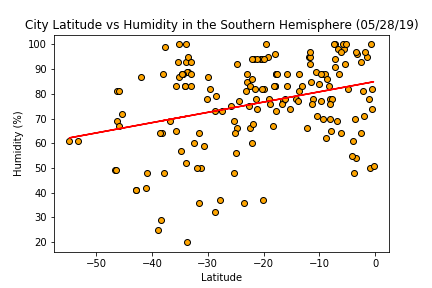 City Latitude vs Humidity in the Southern Hemisphere (05/28/19)
100
90
80
70
60
50
40
30
20
Humidity (%)
−50 −40 −30 −20 −10 0
Latitude